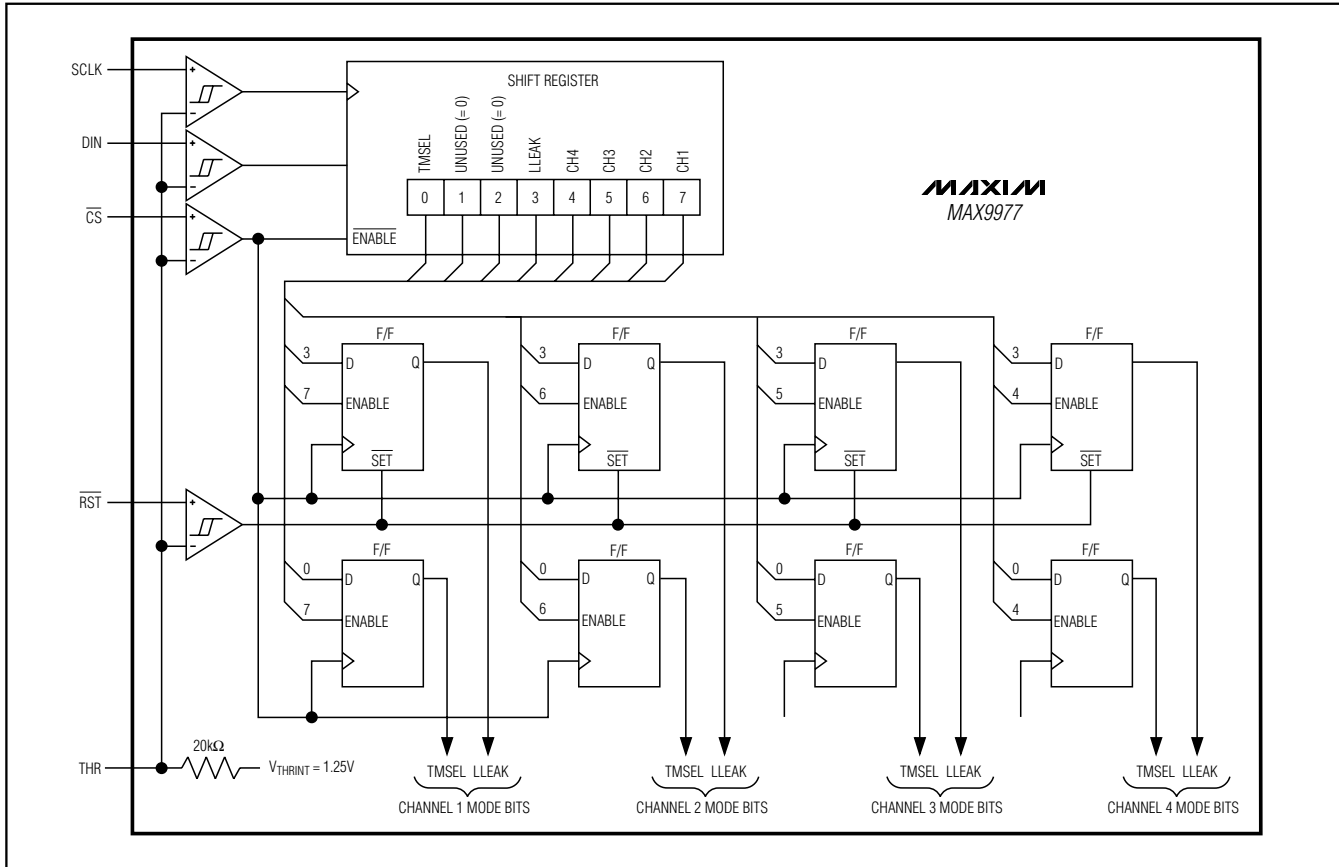 SCLK
SHIFT REGISTER
TMSEL
UNUSED (= 0)
UNUSED (= 0)
LLEAK
CH4
CH3
CH2
CH1
DIN
0 1 2 3 4 5 6 7
MAXIM
MAX9977
CS
ENABLE
F/F F/F F/F F/F
3 D Q 3 D Q 3 D 3 D
7 ENABLE 6 ENABLE 5 ENABLE 4 ENABLE
SET SET SET SET
RST
F/F F/F F/F F/F
0 D Q 0 D Q 0 D Q 0 D Q
7 ENABLE 6 ENABLE 5 ENABLE 4 ENABLE
20kΩ
THR
VTHRINT = 1.25V
TMSEL LLEAK TMSEL LLEAK TMSEL LLEAK TMSEL LLEAK
CHANNEL 1 MODE BITS CHANNEL 2 MODE BITS CHANNEL 3 MODE BITS CHANNEL 4 MODE BITS